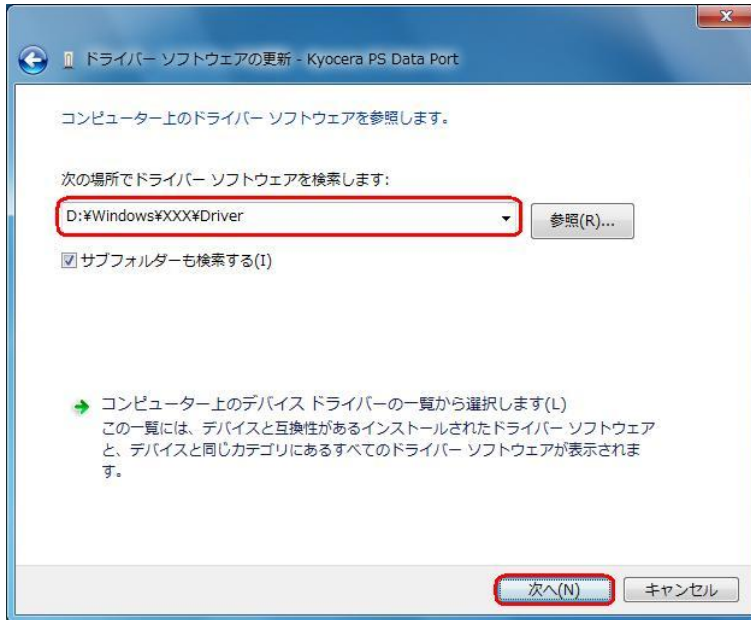 ドライバー ソフトウェアの更新 - Kyocera PS Data Port
コンピューター上のドライバー ソフトウェアを参照します。
次の場所でドライバー ソフトウェアを検索します:
D:¥Windows¥XXX¥Driver
参照(R)...
サブフォルダーも検索する(I)
コンピューター上のデバイス ドライバーの一覧から選択します(L)
この一覧には、デバイスと互換性があるインストールされたドライバー ソフトウェア
と、デバイスと同じカテゴリにあるすべてのドライバー ソフトウェアが表示されま
す。
次へ(N)
キャンセル